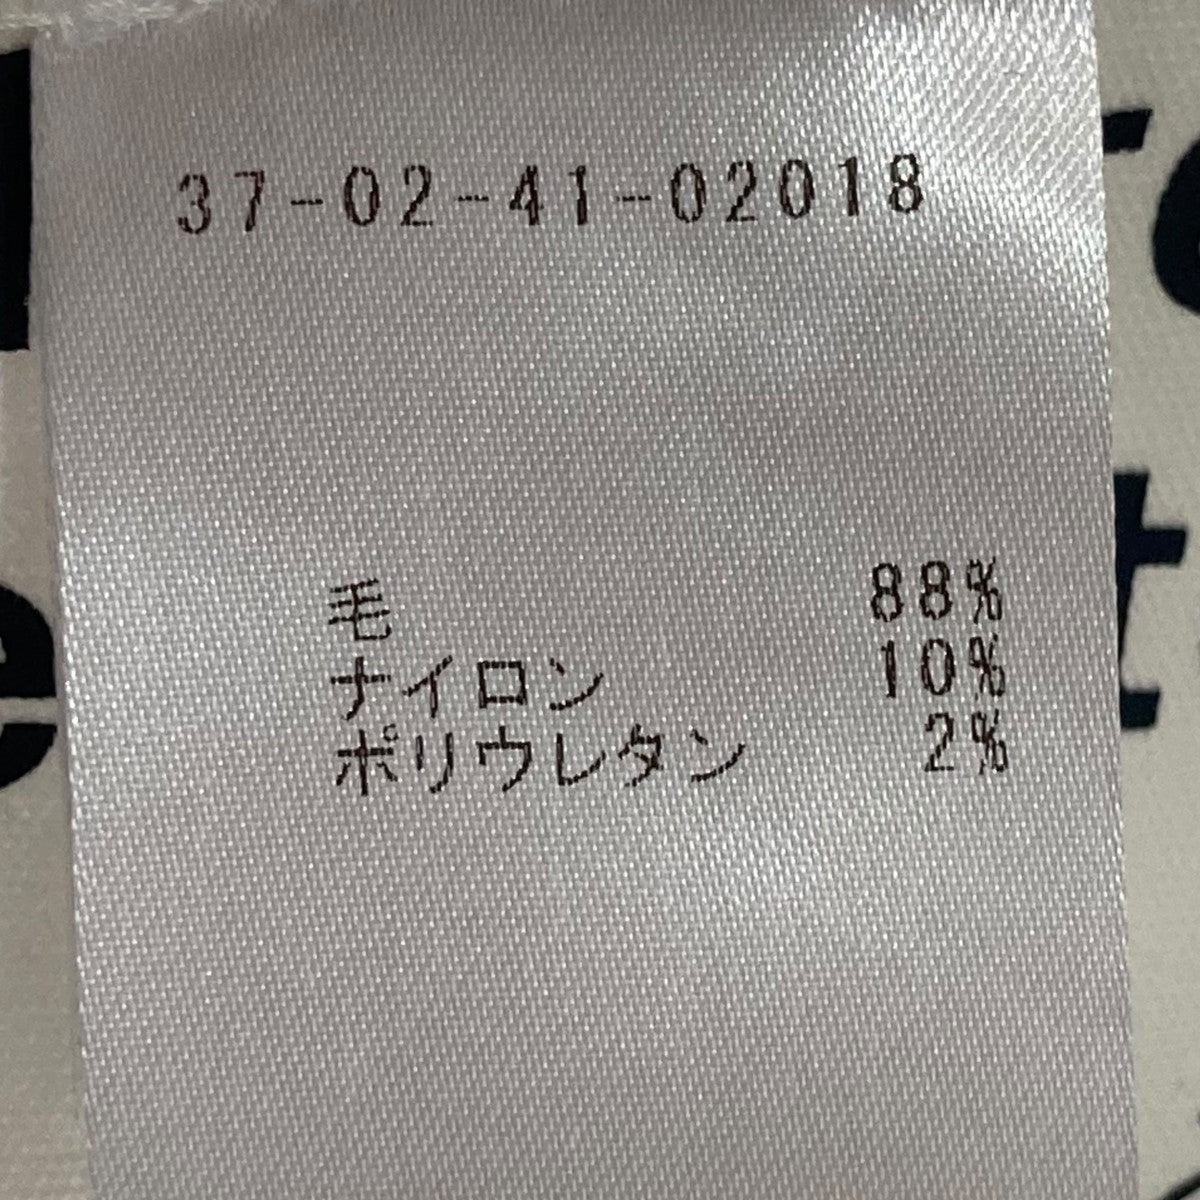 37-02-41-02018
毛 88%
ナイロン 10%
ポリウレタン 2%